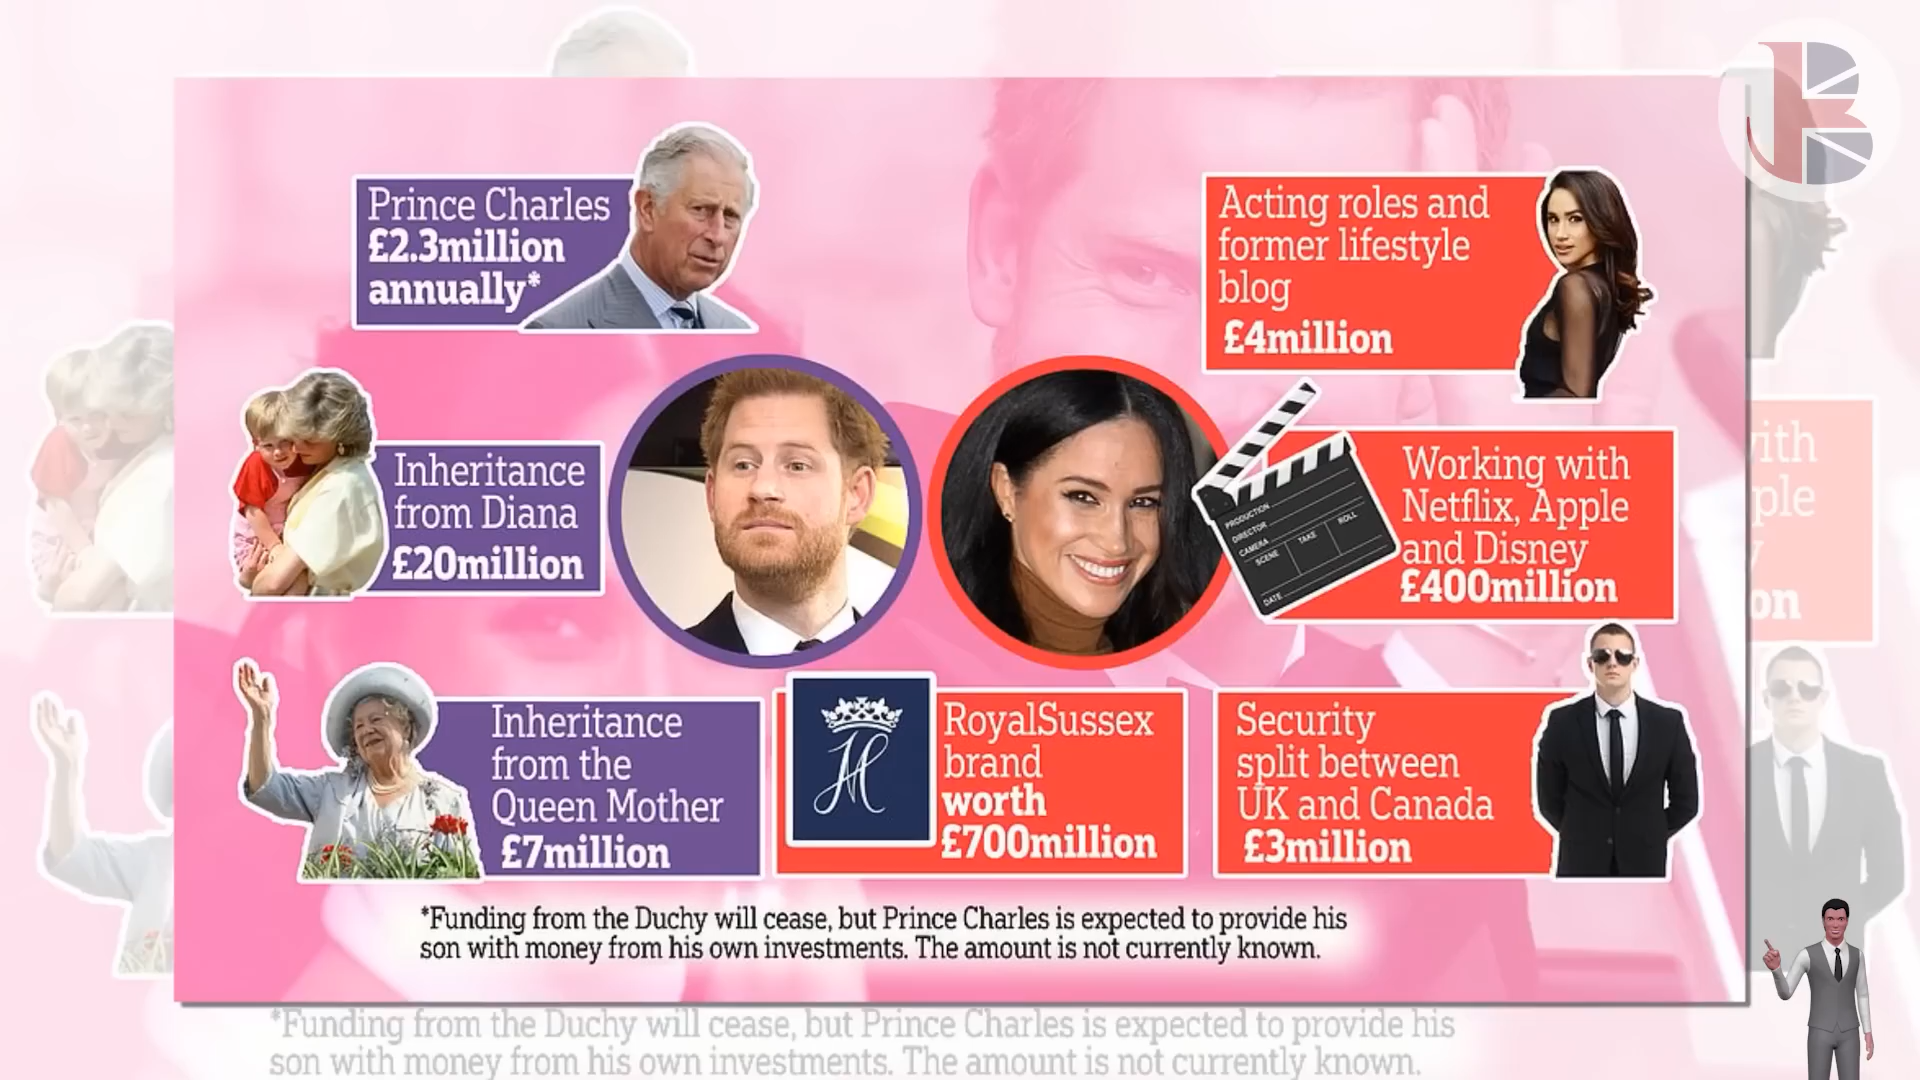 Prince Charles
£2.3million
annually*
Acting roles and
former lifestyle
blog
£4million
Inheritance
from Diana
£20million
PRODUCTION
DIRECTOR
CAMERA
SCENE
TAKE
ROLL
DATE
Working with
Netflix, Apple
and Disney
£400million
Inheritance
from the
Queen Mother
£7million
RoyalSussex
brand
worth
£700million
Security
split between
UK and Canada
£3million
*Funding from the Duchy will cease, but Prince Charles is expected to provide his
son with money from his own investments. The amount is not currently known.
*Funding from the Duchy will cease, but Prince Charles is expected to provide his
son with money from his own investments. The amount is not currently known.